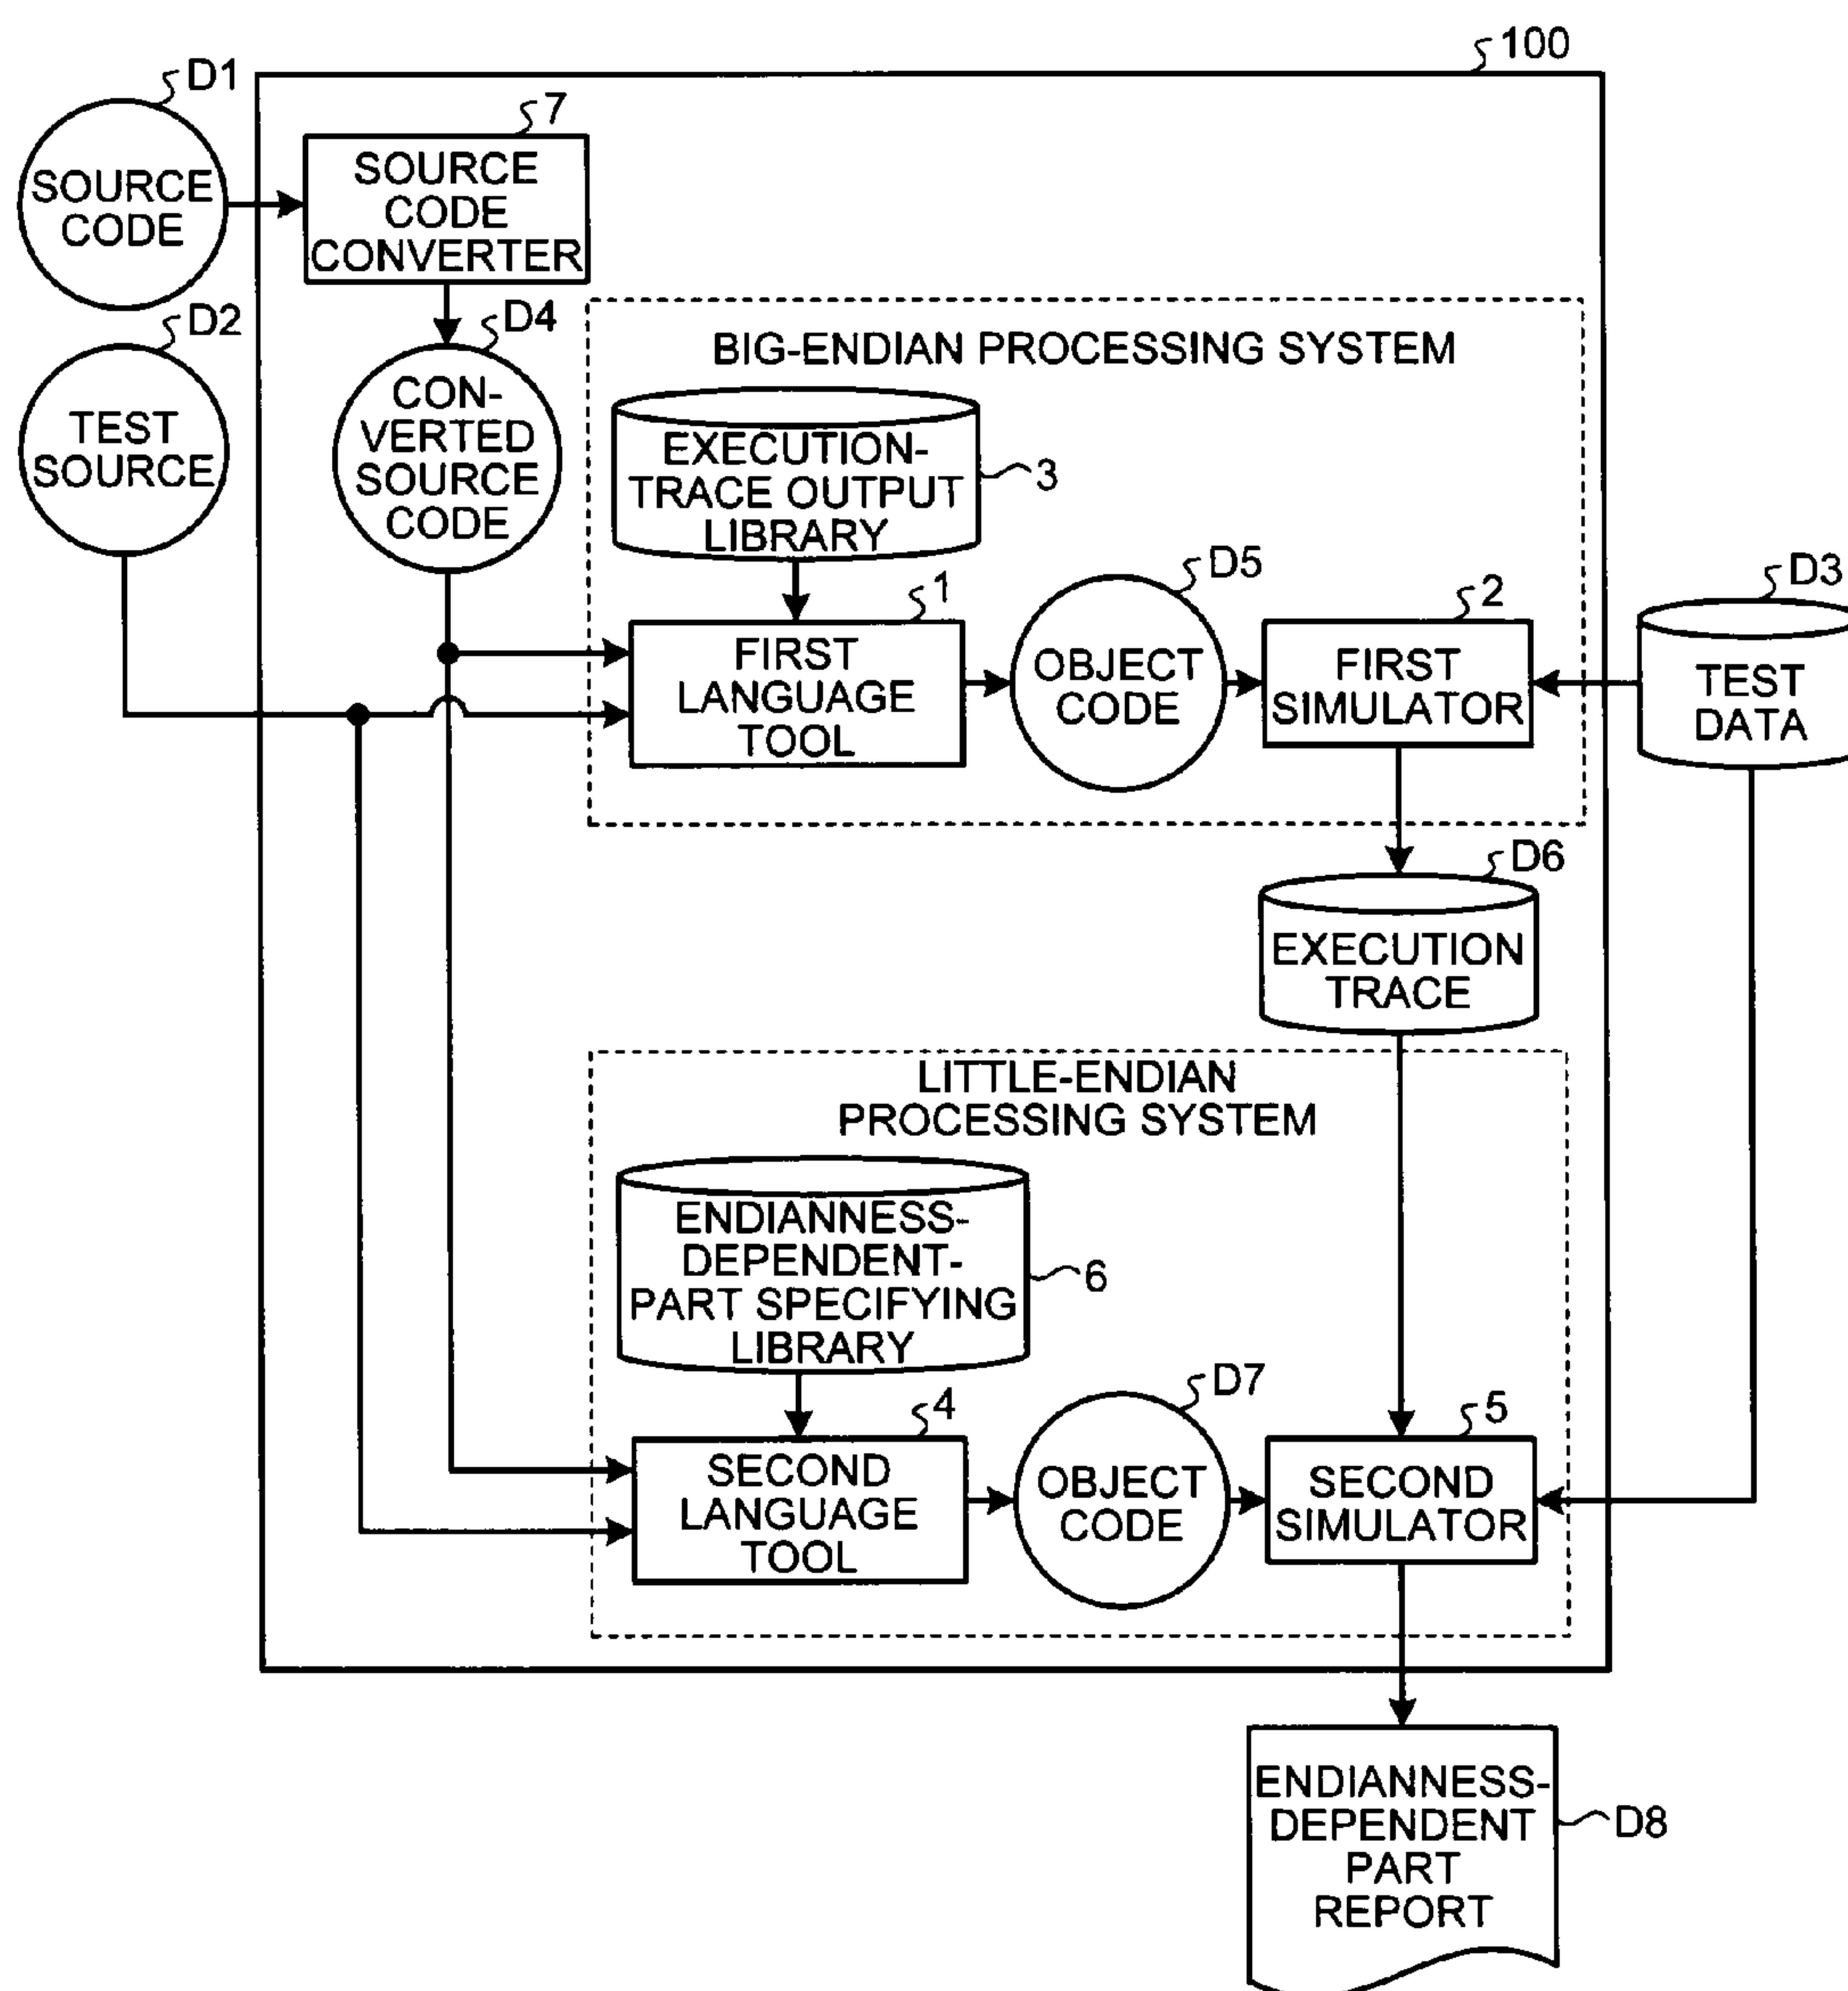 100
D1
7
SOURCE
CODE
SOURCE
CODE
CONVERTER
D2
D4
TEST
SOURCE
CON-
VERTED
SOURCE
CODE
BIG-ENDIAN PROCESSING SYSTEM
EXECUTION-
TRACE OUTPUT
LIBRARY
3
1
FIRST
LANGUAGE
TOOL
D5
OBJECT
CODE
2
FIRST
SIMULATOR
D3
TEST
DATA
D6
EXECUTION
TRACE
LITTLE-ENDIAN
PROCESSING SYSTEM
ENDIANNESS-
DEPENDENT-
PART SPECIFYING
LIBRARY
6
4
SECOND
LANGUAGE
TOOL
D7
OBJECT
CODE
5
SECOND
SIMULATOR
ENDIANNESS-
DEPENDENT
PART
REPORT
D8